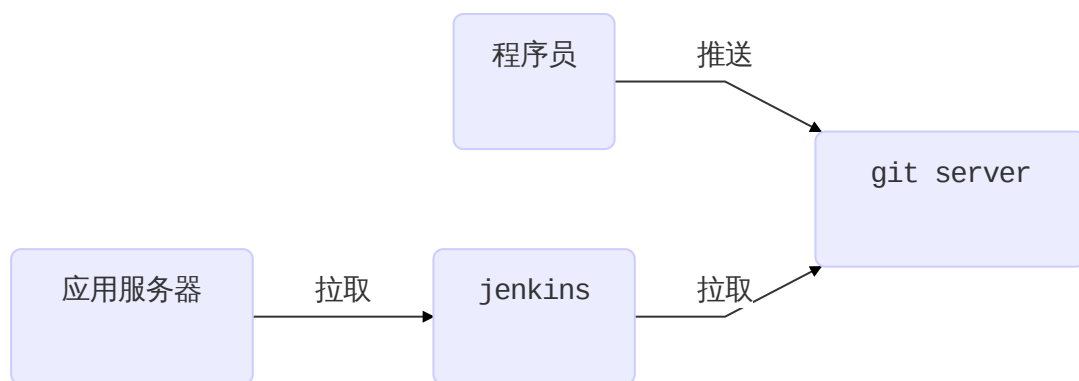 程序员
推送
git server
应用服务器
拉取
jenkins
拉取